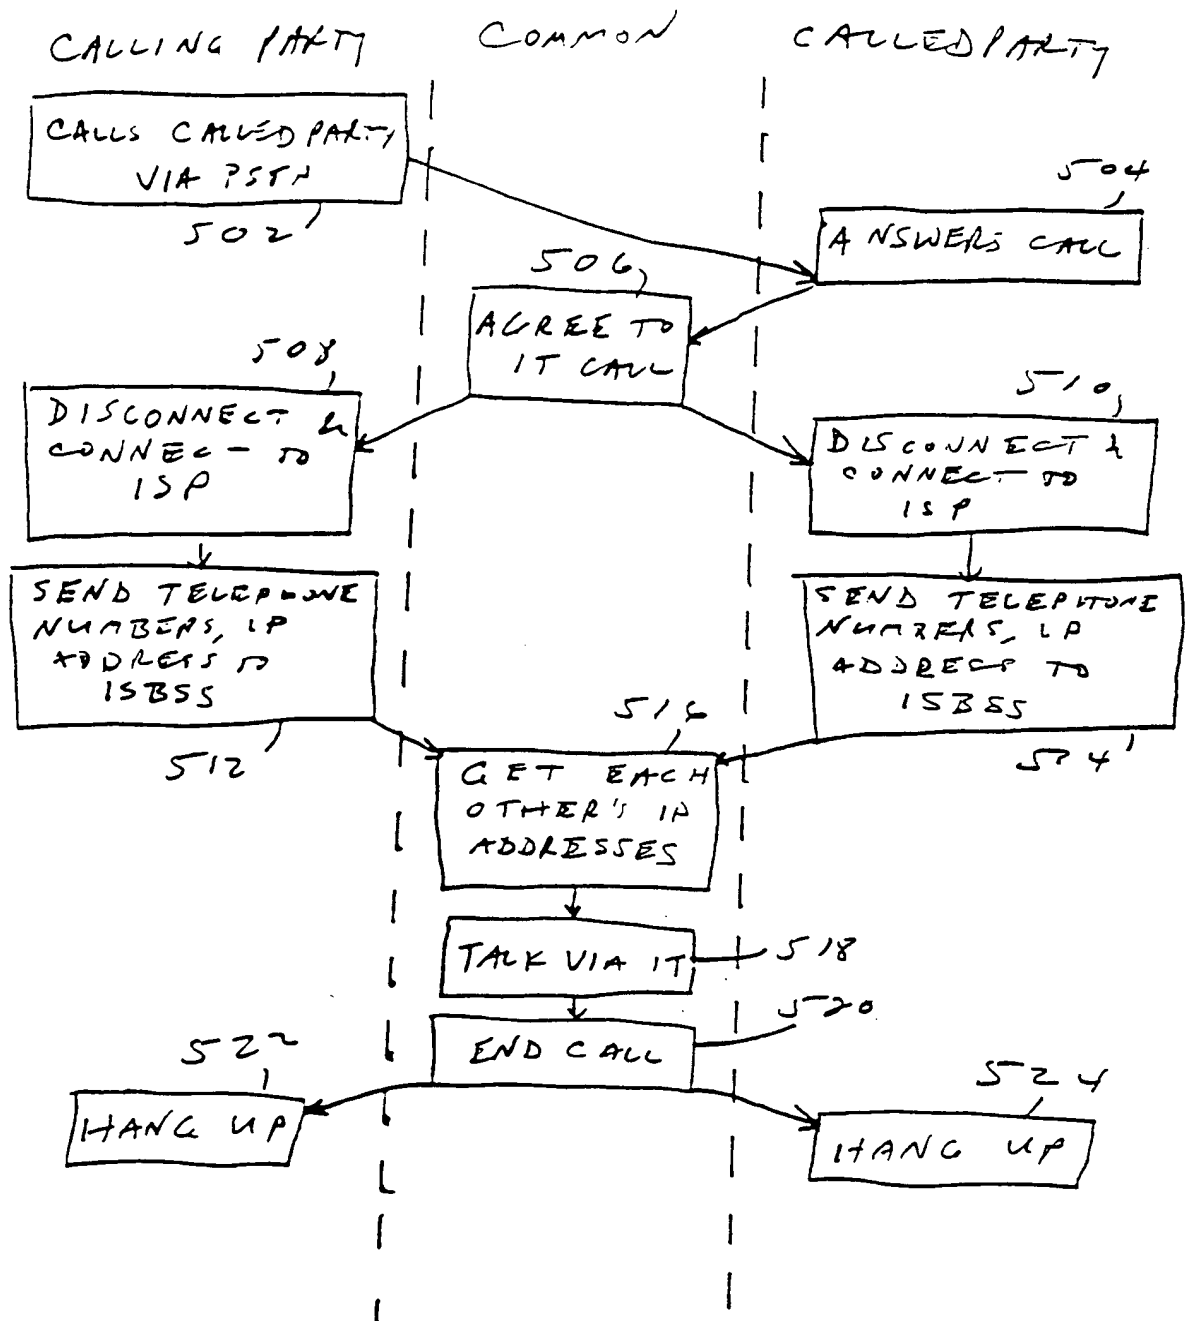 CALLING PARTY
COMMON
CALLED PARTY
CALLS CALLED PARTY
VIA PSTN
502
504
ANSWERS CALL
506
AGREE TO
IT CALL
508
DISCONNECT &
CONNECT TO
ISP
510
DISCONNECT &
CONNECT TO
ISP
SEND TELEPHONE
NUMBERS, IP
ADDRESS TO
ISBSS
512
SEND TELEPHONE
NUMBERS, IP
ADDRESS TO
ISBSS
514
516
GET EACH
OTHER'S IP
ADDRESSES
TALK VIA IT
518
END CALL
520
522
HANG UP
524
HANG UP